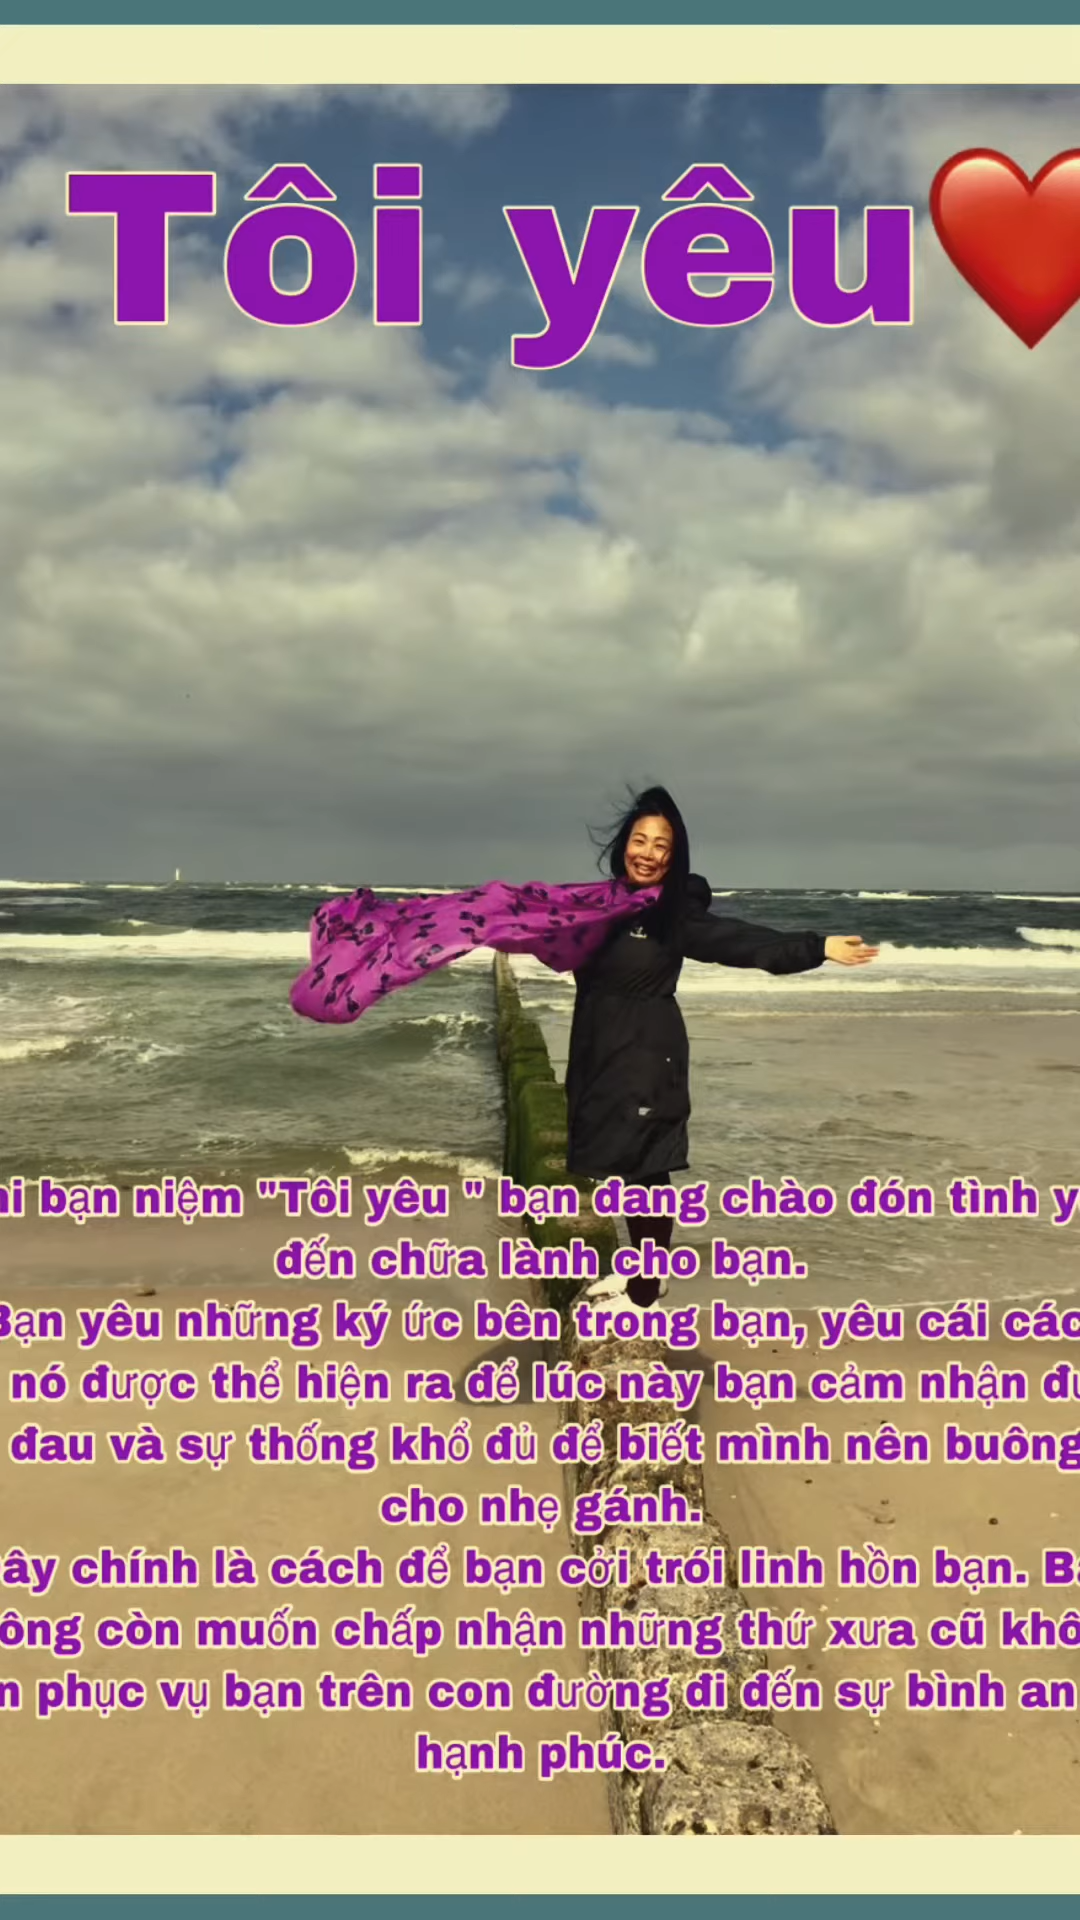 Tôi yêu❤️
bạn niệm "Tôi yêu " bạn đang chào đón tình
đến chữa lành cho bạn.
Bạn yêu những ký ức bên trong bạn, yêu cái các
nó được thể hiện ra để lúc này bạn cảm nhận
đau và sự thống khổ đủ để biết mình nên buông
cho nhẹ gánh.
chính là cách để bạn cởi trói linh hồn bạn.
còn muốn chấp nhận những thứ xưa cũ
phục vụ bạn trên con đường đi đến sự bình an
hạnh phúc.